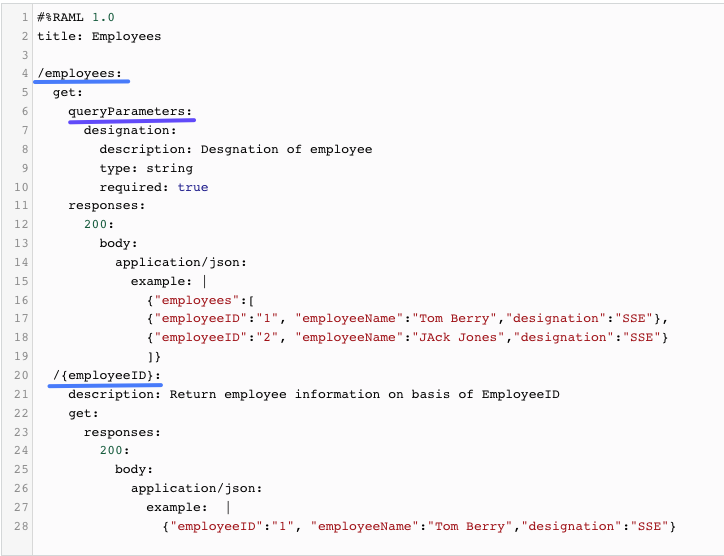 1 #%RAML 1.0
2 title: Employees
3
4 /employees:
5   get:
6     queryParameters:
7       designation:
8         description: Desgnation of employee
9         type: string
10         required: true
11     responses:
12       200:
13         body:
14           application/json:
15             example: |
16               {"employees":[
17               {"employeeID":"1", "employeeName":"Tom Berry","designation":"SSE"},
18               {"employeeID":"2", "employeeName":"JAck Jones","designation":"SSE"}
19               ]}
20   /{employeeID}:
21     description: Return employee information on basis of EmployeeID
22     get:
23       responses:
24         200:
25           body:
26             application/json:
27               example:  |
28                 {"employeeID":"1", "employeeName":"Tom Berry","designation":"SSE"}